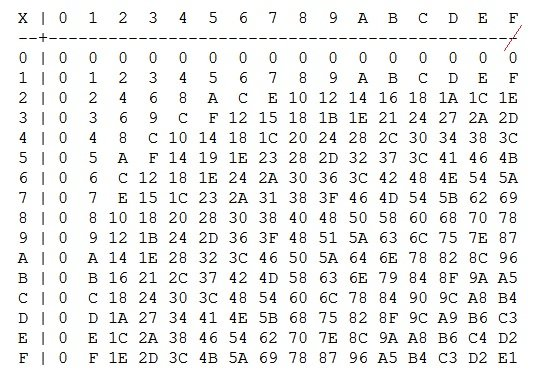 X | 0 1 2 3 4 5 6 7 8 9 A B C D E F
--+------------------------------------------------
0 | 0 0 0 0 0 0 0 0 0 0 0 0 0 0 0 0
1 | 0 1 2 3 4 5 6 7 8 9 A B C D E F
2 | 0 2 4 6 8 A C E 10 12 14 16 18 1A 1C 1E
3 | 0 3 6 9 C F 12 15 18 1B 1E 21 24 27 2A 2D
4 | 0 4 8 C 10 14 18 1C 20 24 28 2C 30 34 38 3C
5 | 0 5 A F 14 19 1E 23 28 2D 32 37 3C 41 46 4B
6 | 0 6 C 12 18 1E 24 2A 30 36 3C 42 48 4E 54 5A
7 | 0 7 E 15 1C 23 2A 31 38 3F 46 4D 54 5B 62 69
8 | 0 8 10 18 20 28 30 38 40 48 50 58 60 68 70 78
9 | 0 9 12 1B 24 2D 36 3F 48 51 5A 63 6C 75 7E 87
A | 0 A 14 1E 28 32 3C 46 50 5A 64 6E 78 82 8C 96
B | 0 B 16 21 2C 37 42 4D 58 63 6E 79 84 8F 9A A5
C | 0 C 18 24 30 3C 48 54 60 6C 78 84 90 9C A8 B4
D | 0 D 1A 27 34 41 4E 5B 68 75 82 8F 9C A9 B6 C3
E | 0 E 1C 2A 38 46 54 62 70 7E 8C 9A A8 B6 C4 D2
F | 0 F 1E 2D 3C 4B 5A 69 78 87 96 A5 B4 C3 D2 E1